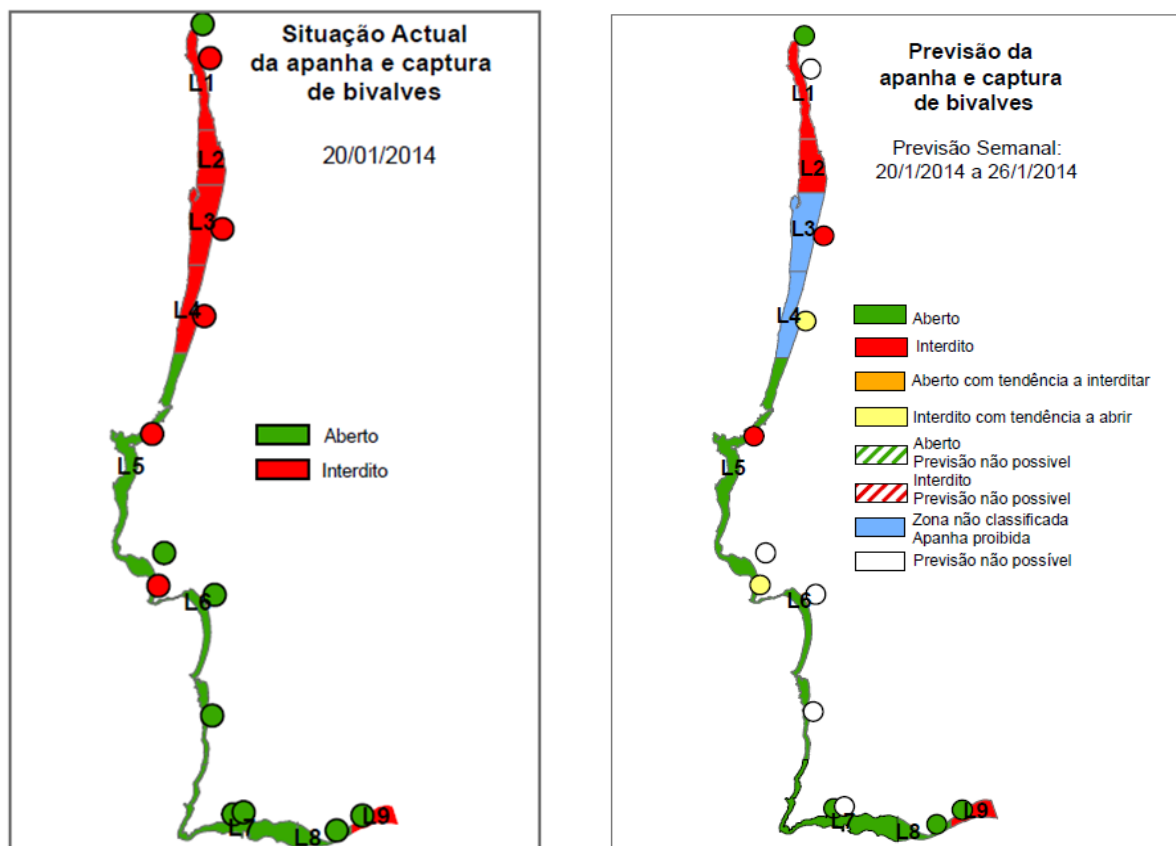 Situação Actual
da apanha e captura
de bivalves
20/01/2014
L1
L2
L3
L4
L5
L6
L7
L8
L9
Aberto
Interdito
Previsão da
apanha e captura
de bivalves
Previsão Semanal:
20/1/2014 a 26/1/2014
L1
L2
L3
L4
L5
L6
L7
L8
L9
Aberto
Interdito
Aberto com tendência a interditar
Interdito com tendência a abrir
Aberto
Previsão não possivel
Interdito
Previsão não possivel
Zona não classificada
Apanha proibida
Previsão não possível